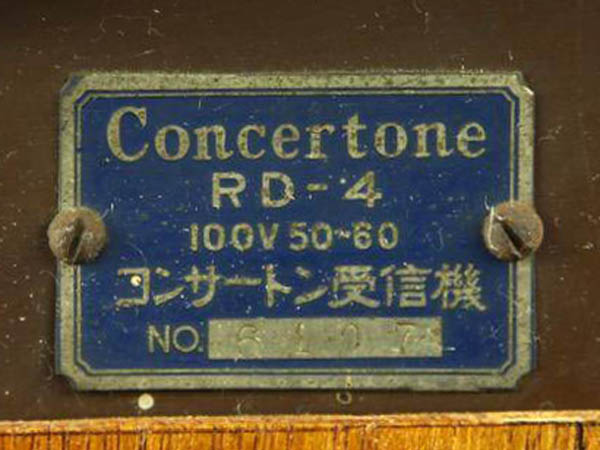 Concertone
RD-4
100V 50~60
コンサートン受信機
NO. 6107